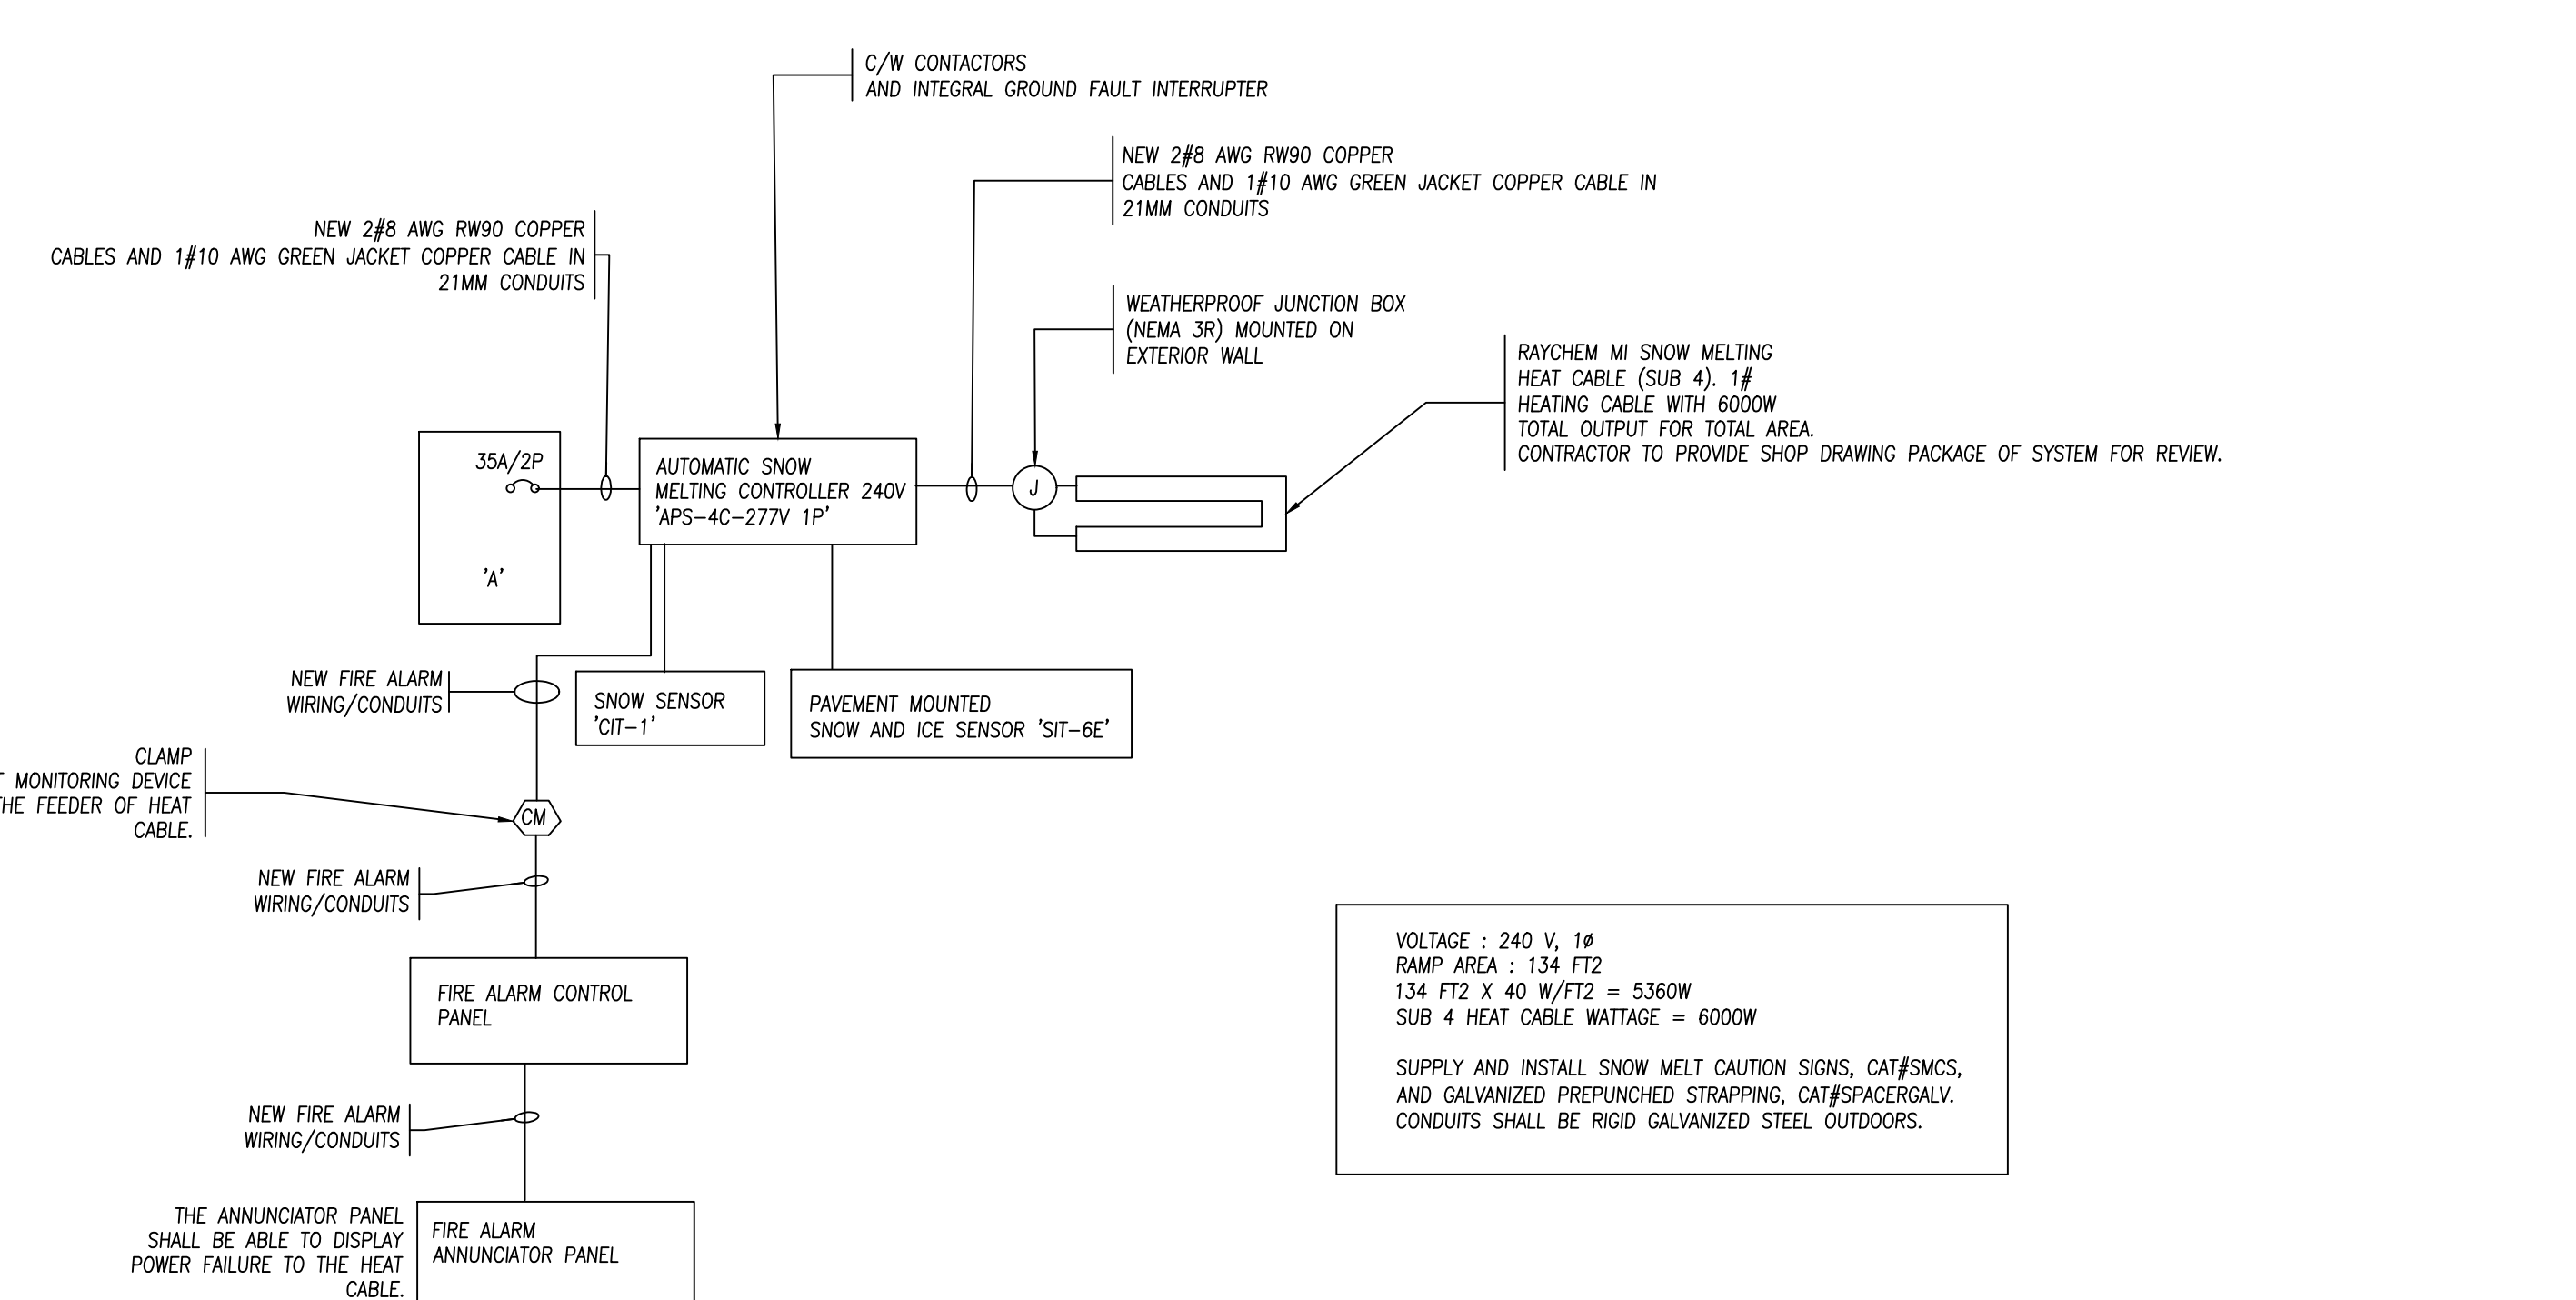 C/W CONTACTORS
AND INTEGRAL GROUND FAULT INTERRUPTER
NEW 2#8 AWG RW90 COPPER
CABLES AND 1#10 AWG GREEN JACKET COPPER CABLE IN
21MM CONDUITS
NEW 2#8 AWG RW90 COPPER
CABLES AND 1#10 AWG GREEN JACKET COPPER CABLE IN
21MM CONDUITS
WEATHERPROOF JUNCTION BOX
(NEMA 3R) MOUNTED ON
EXTERIOR WALL
RAYCHEM MI SNOW MELTING
HEAT CABLE (SUB 4). 1#
HEATING CABLE WITH 6000W
TOTAL OUTPUT FOR TOTAL AREA.
CONTRACTOR TO PROVIDE SHOP DRAWING PACKAGE OF SYSTEM FOR REVIEW.
35A/2P
'A'
AUTOMATIC SNOW
MELTING CONTROLLER 240V
'APS-4C-277V 1P'
J
NEW FIRE ALARM
WIRING/CONDUITS
SNOW SENSOR
'CIT-1'
PAVEMENT MOUNTED
SNOW AND ICE SENSOR 'SIT-6E'
CLAMP
MONITORING DEVICE
THE FEEDER OF HEAT
CABLE.
CM
NEW FIRE ALARM
WIRING/CONDUITS
FIRE ALARM CONTROL
PANEL
VOLTAGE : 240 V, 1ø
RAMP AREA : 134 FT2
134 FT2 X 40 W/FT2 = 5360W
SUB 4 HEAT CABLE WATTAGE = 6000W
SUPPLY AND INSTALL SNOW MELT CAUTION SIGNS, CAT#SMCS,
AND GALVANIZED PREPUNCHED STRAPPING, CAT#SPACERGALV.
CONDUITS SHALL BE RIGID GALVANIZED STEEL OUTDOORS.
NEW FIRE ALARM
WIRING/CONDUITS
THE ANNUNCIATOR PANEL
SHALL BE ABLE TO DISPLAY
POWER FAILURE TO THE HEAT
CABLE.
FIRE ALARM
ANNUNCIATOR PANEL